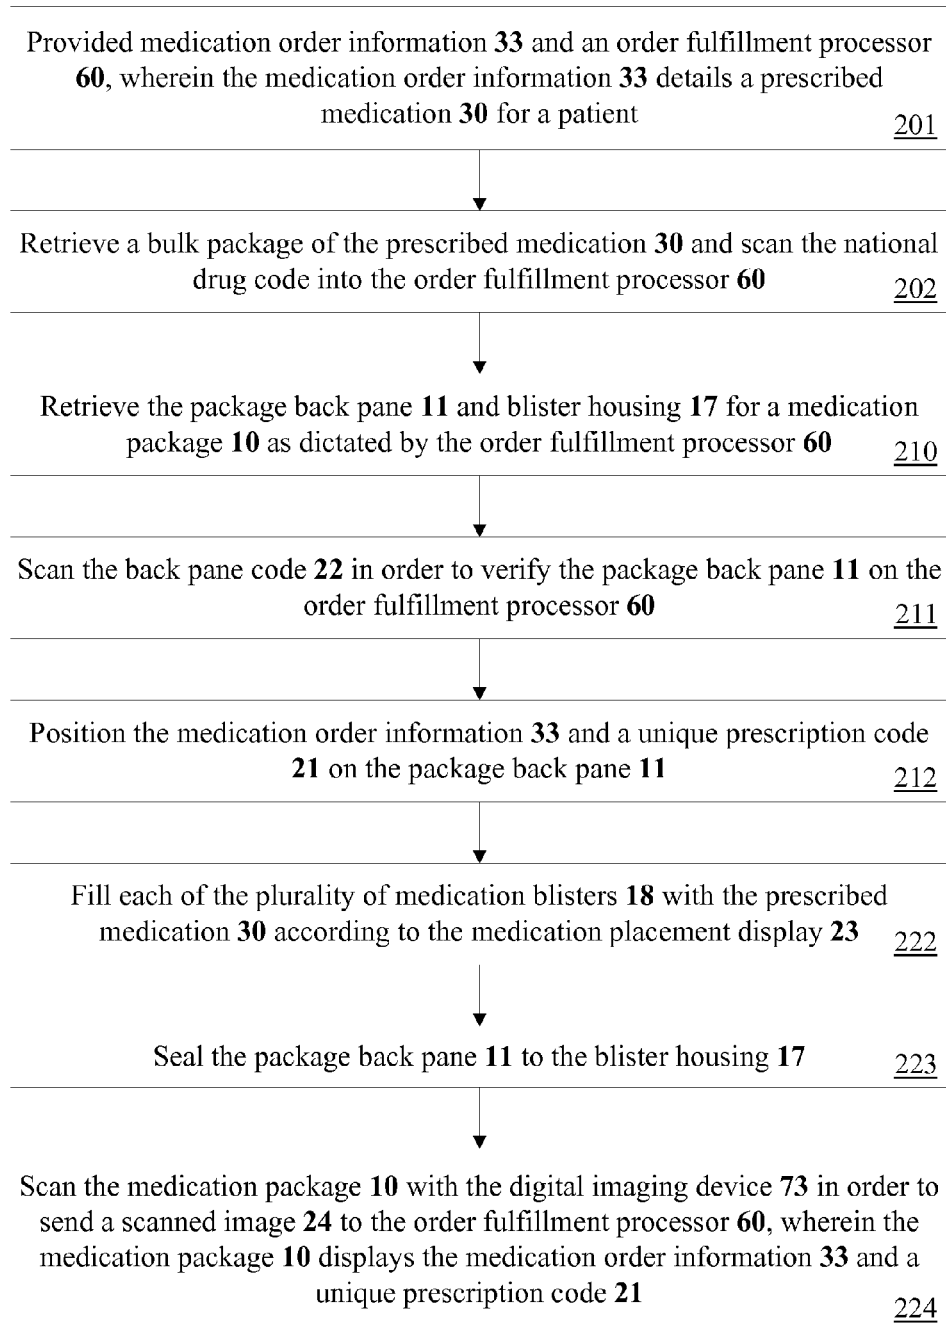 Provided medication order information 33 and an order fulfillment processor
60, wherein the medication order information 33 details a prescribed
medication 30 for a patient
201
Retrieve a bulk package of the prescribed medication 30 and scan the national
drug code into the order fulfillment processor 60
202
Retrieve the package back pane 11 and blister housing 17 for a medication
package 10 as dictated by the order fulfillment processor 60
210
Scan the back pane code 22 in order to verify the package back pane 11 on the
order fulfillment processor 60
211
Position the medication order information 33 and a unique prescription code
21 on the package back pane 11
212
Fill each of the plurality of medication blisters 18 with the prescribed
medication 30 according to the medication placement display 23
222
Seal the package back pane 11 to the blister housing 17
223
Scan the medication package 10 with the digital imaging device 73 in order to
send a scanned image 24 to the order fulfillment processor 60, wherein the
medication package 10 displays the medication order information 33 and a
unique prescription code 21
224